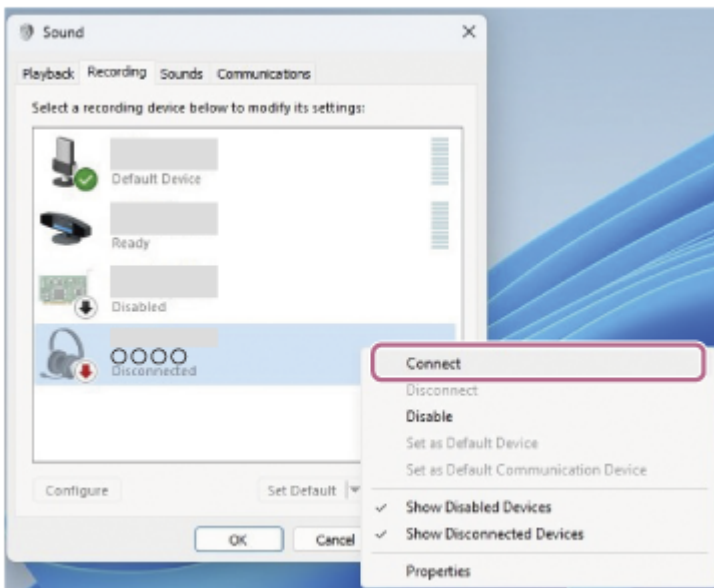 Sound
Playback Recording Sounds Communications
Select a recording device below to modify its settings:
Default Device
Ready
Disabled
OOOO
Disconnected
Connect
Disconnect
Disable
Set as Default Device
Set as Default Communication Device
Show Disabled Devices
Show Disconnected Devices
Properties
Configure
Set Default
OK
Cancel